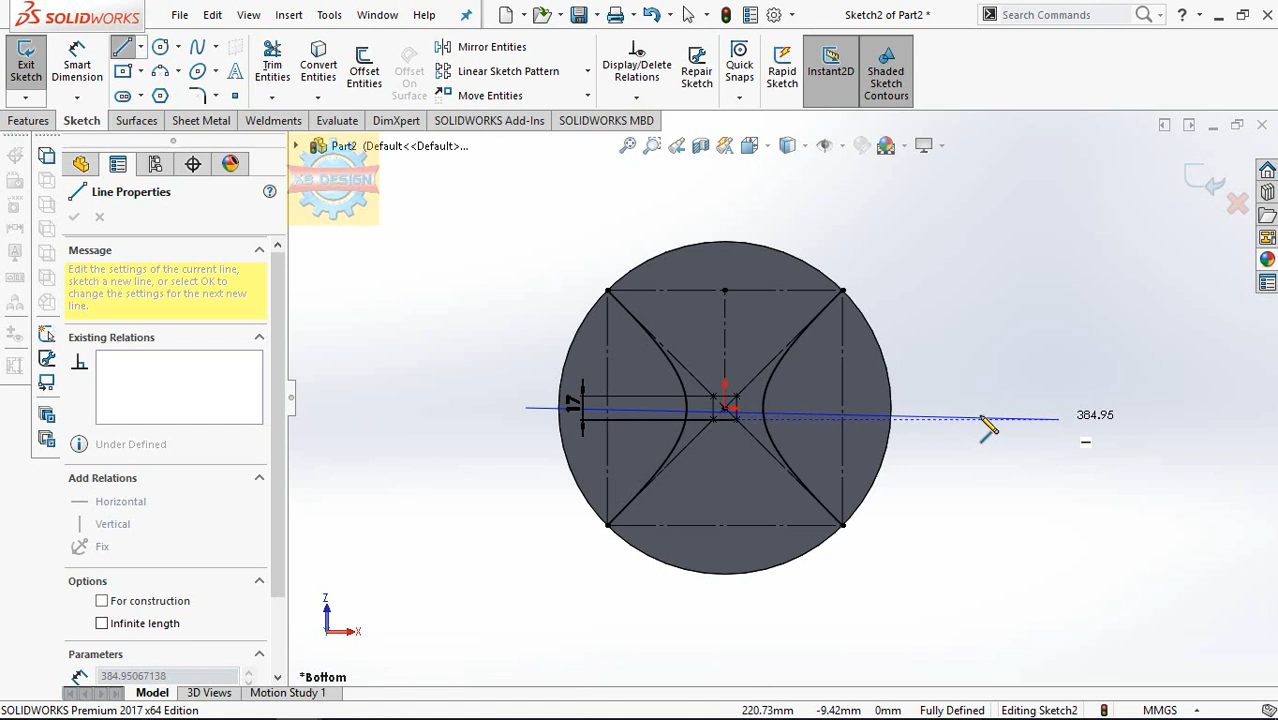 DS SOLIDWORKS
File Edit View Insert Tools Window Help
Sketch2 of Part2 *
Search Commands
?
Exit Sketch
Smart Dimension
Trim Entities
Convert Entities
Offset Entities
Offset On Surface
Mirror Entities
Linear Sketch Pattern
Move Entities
Display/Delete Relations
Repair Sketch
Quick Snaps
Rapid Sketch
Instant2D
Shaded Sketch Contours
Features Sketch Surfaces Sheet Metal Weldments Evaluate DimXpert SOLIDWORKS Add-Ins SOLIDWORKS MBD
Part2 (Default<<Default>...
KS DESIGN
Line Properties
Message
Edit the settings of the current line,
sketch a new line, or select OK to
change the settings for the next new
line.
Existing Relations
Under Defined
Add Relations
Horizontal
Vertical
Fix
Options
For construction
Infinite length
Parameters
384.95067138
17
384.95
Z
X
*Bottom
Model 3D Views Motion Study 1
SOLIDWORKS Premium 2017 x64 Edition
220.73mm -9.42mm 0mm Fully Defined Editing Sketch2 MMGS